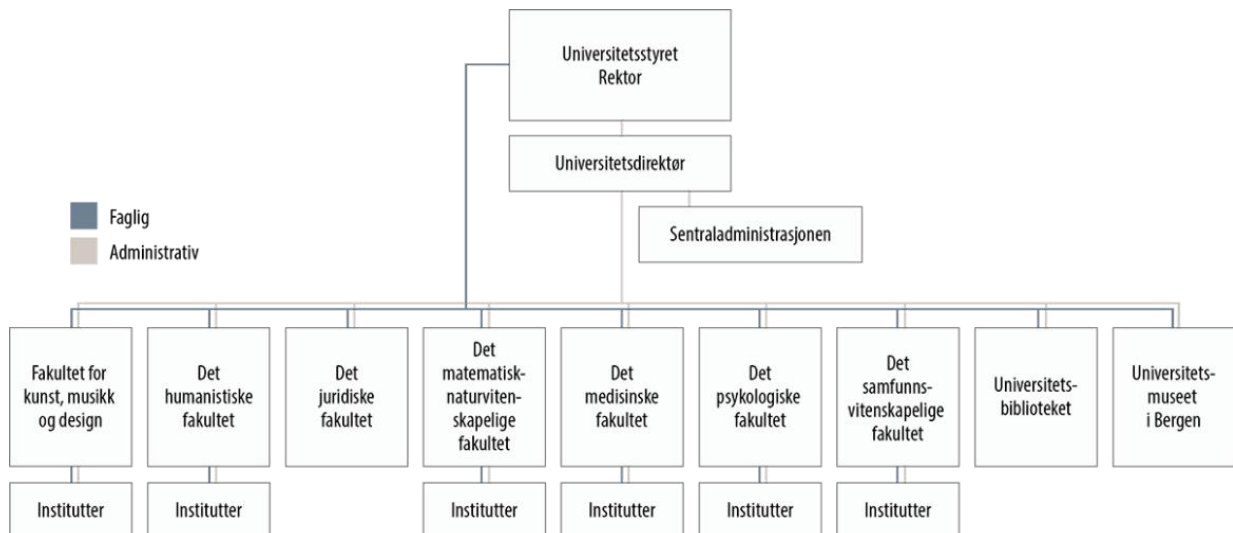 Universitetsstyret
Rektor
Universitetsdirektør
Faglig
Sentraladministrasjonen
Administrativ
Fakultet for
kunst, musikk
og design
Det
humanistiske
fakultet
Det
juridiske
fakultet
Det
matematisk-
naturviten-
skapelige
fakultet
Det
medisinske
fakultet
Det
psykologiske
fakultet
Det
samfunns-
vitenskapelige
fakultet
Universitets-
biblioteket
Universitets-
museet
i Bergen
Institutter
Institutter
Institutter
Institutter
Institutter
Institutter